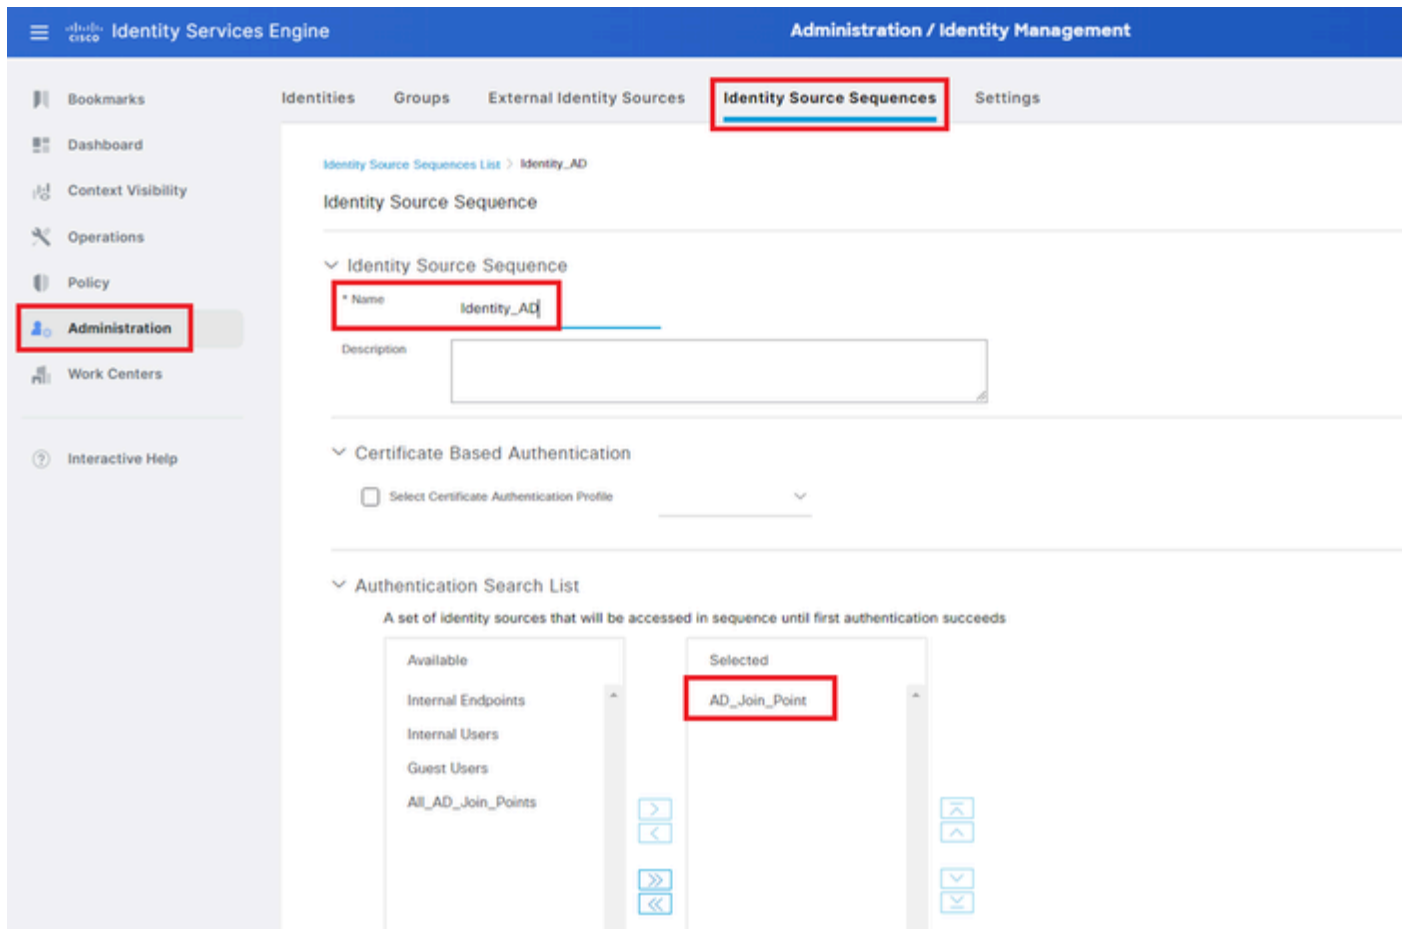 cisco Identity Services Engine
Administration / Identity Management
Bookmarks
Dashboard
Context Visibility
Operations
Policy
Administration
Work Centers
Interactive Help
Identities Groups External Identity Sources Identity Source Sequences Settings
Identity Source Sequences List > Identity_AD
Identity Source Sequence
Identity Source Sequence
* Name Identity_AD
Description
Certificate Based Authentication
Select Certificate Authentication Profile
Authentication Search List
A set of identity sources that will be accessed in sequence until first authentication succeeds
Available
Internal Endpoints
Internal Users
Guest Users
All_AD_Join_Points
Selected
AD_Join_Point